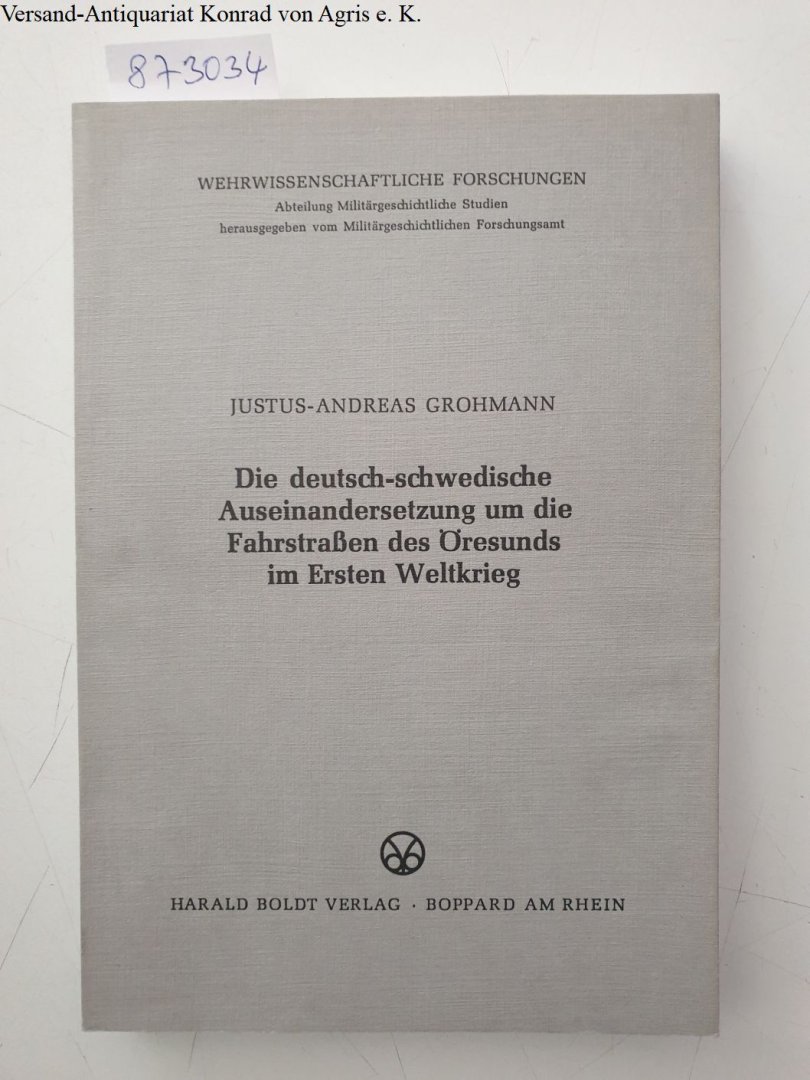 Versand-Antiquariat Konrad von Agris e. K.
873034
WEHRWISSENSCHAFTLICHE FORSCHUNGEN
Abteilung Militärgeschichtliche Studien
herausgegeben vom Militärgeschichtlichen Forschungsamt
JUSTUS-ANDREAS GROHMANN
Die deutsch-schwedische
Auseinandersetzung um die
Fahrstraßen des Öresunds
im Ersten Weltkrieg
HARALD BOLDT VERLAG · BOPPARD AM RHEIN